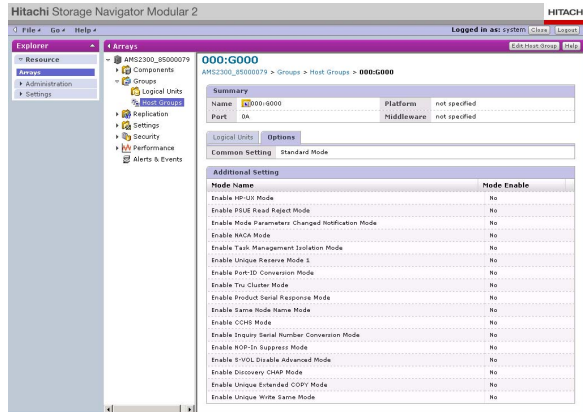 Hitachi Storage Navigator Modular 2
HITACHI
File Go Help
Logged in as: system Close Logout
Explorer
Resource
Arrays
Administration
Settings
Arrays
Edit Host Group Help
AMS2300_85000079
Components
Groups
Logical Units
Host Groups
Replication
Settings
Security
Performance
Alerts & Events
000:G000
AMS2300_85000079 > Groups > Host Groups > 000:G000
Summary
Name 000:G000 Platform not specified
Port 0A Middleware not specified
Logical Units Options
Common Setting Standard Mode
Additional Setting
Mode Name Mode Enable
Enable HP-UX Mode No
Enable PSUE Read Reject Mode No
Enable Mode Parameters Changed Notification Mode No
Enable NACA Mode No
Enable Task Management Isolation Mode No
Enable Unique Reserve Mode 1 No
Enable Port-ID Conversion Mode No
Enable Tru Cluster Mode No
Enable Product Serial Response Mode No
Enable Same Node Name Mode No
Enable CCHS Mode No
Enable Inquiry Serial Number Conversion Mode No
Enable NOP-In Suppress Mode No
Enable S-VOL Disable Advanced Mode No
Enable Discovery CHAP Mode No
Enable Unique Extended COPY Mode No
Enable Unique Write Same Mode No